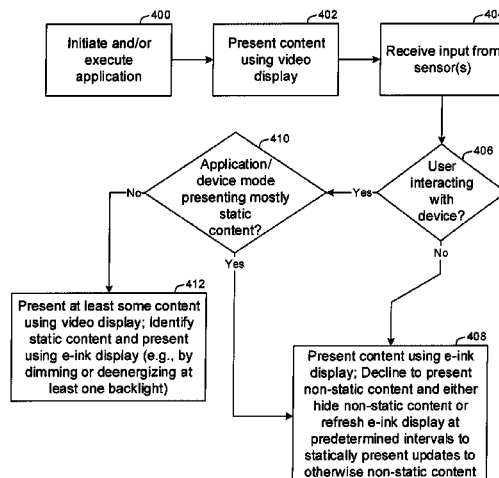 400
Initiate and/or
execute
application
402
Present content
using video
display
Receive input from
sensor(s)
406
User
interacting
with
device?
Yes
No
410
Application/
device mode
presenting mostly
static
content?
No
Yes
412
Present at least some content
using video display; Identify
static content and present
using e-ink display (e.g., by
dimming or deenergizing at
least one backlight)
408
Present content using e-ink
display; Decline to present
non-static content and either
hide non-static content or
refresh e-ink display at
predetermined intervals to
statically present updates to
otherwise non-static content